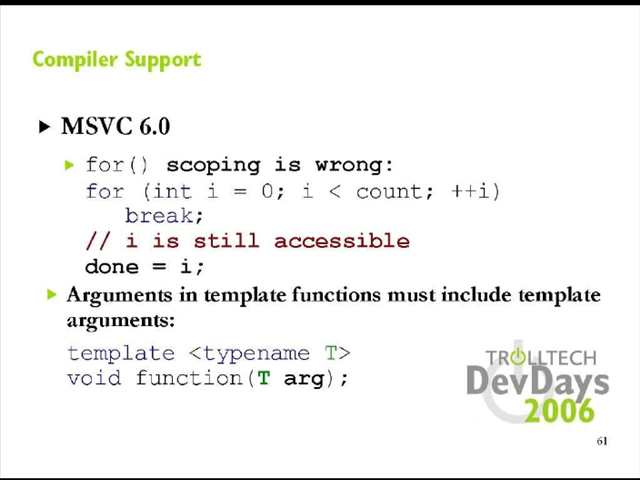 Compiler Support
MSVC 6.0
for() scoping is wrong:
for (int i = 0; i < count; ++i)
break;
// i is still accessible
done = i;
Arguments in template functions must include template
arguments:
template <typename T>
void function(T arg);
TROLLTECH
DevDays
2006
61